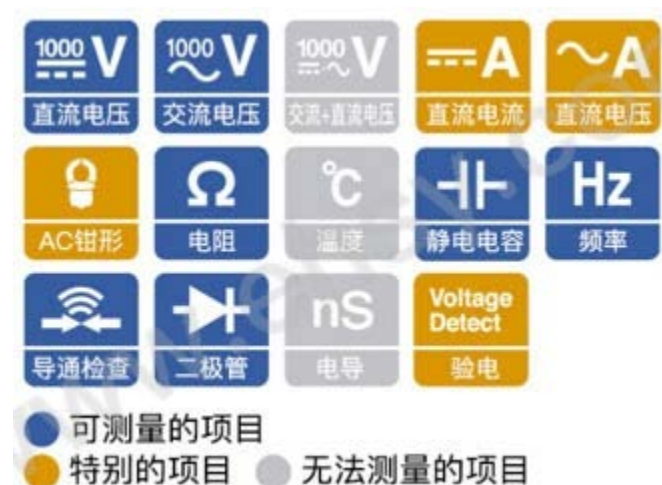 1000 V 1000 V 1000 V A A
直流电压 交流电压 交流+直流电压 直流电流 直流电压
AC钳形 电阻 温度 静电电容 频率
Ω ℃ Hz
nS Voltage Detect
导通检查 二极管 电导 验电
可测量的项目
特别的项目 无法测量的项目